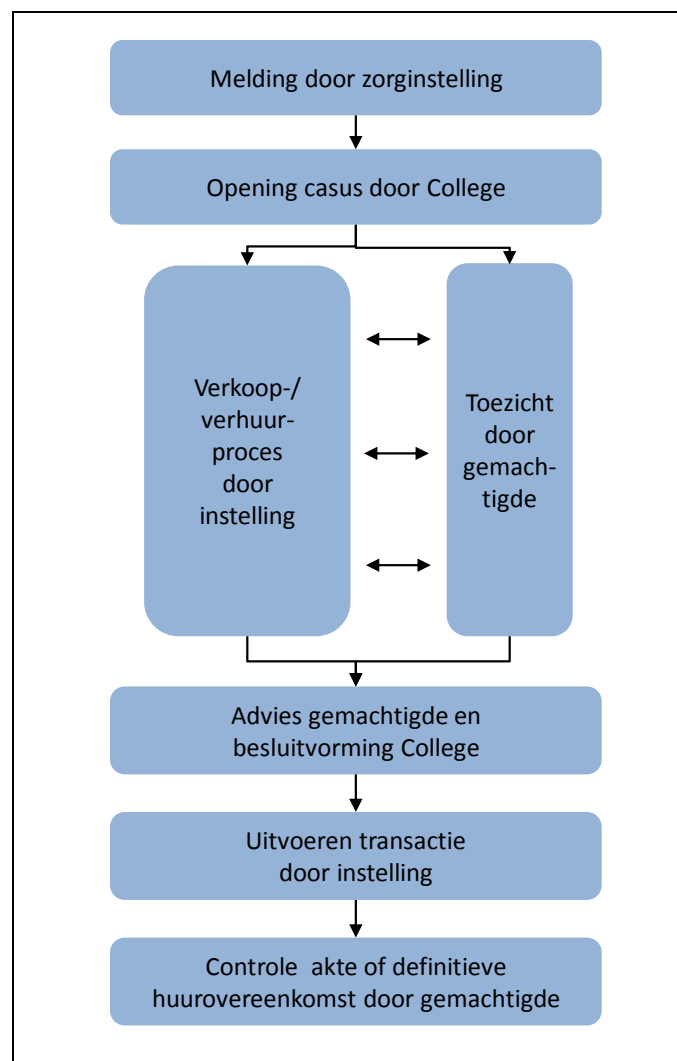 Melding door zorginstelling
Opening casus door College
Verkoop-/
verhuur-
proces
door
instelling
Toezicht
door
gemach-
tigde
Advies gemachtigde en
besluitvorming College
Uitvoeren transactie
door instelling
Controle akte of definitieve
huurovereenkomst door gemachtigde